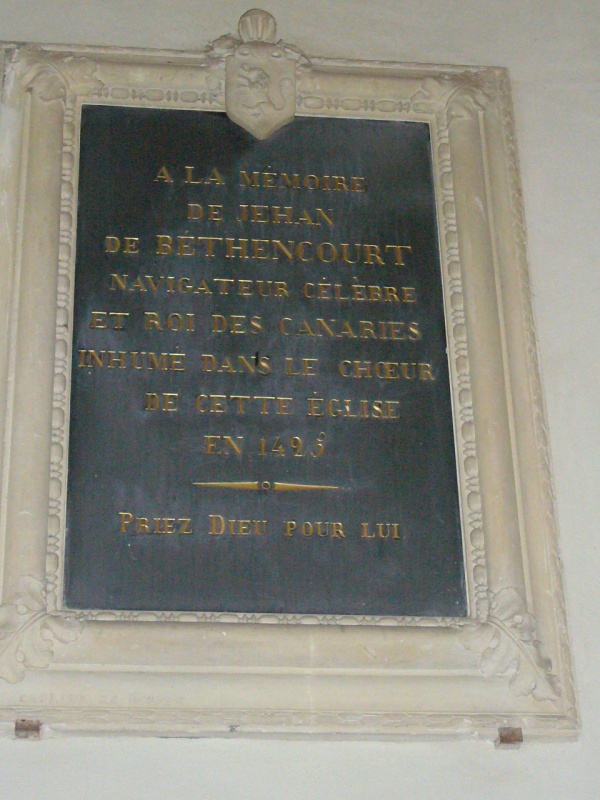 A LA MÉMOIRE
DE JEHAN
DE BÉTHENCOURT
NAVIGATEUR CÉLÈBRE
ET ROI DES CANARIES
INHUMÉ DANS LE CHŒUR
DE CETTE ÉGLISE
EN 1425
PRIEZ DIEU POUR LUI